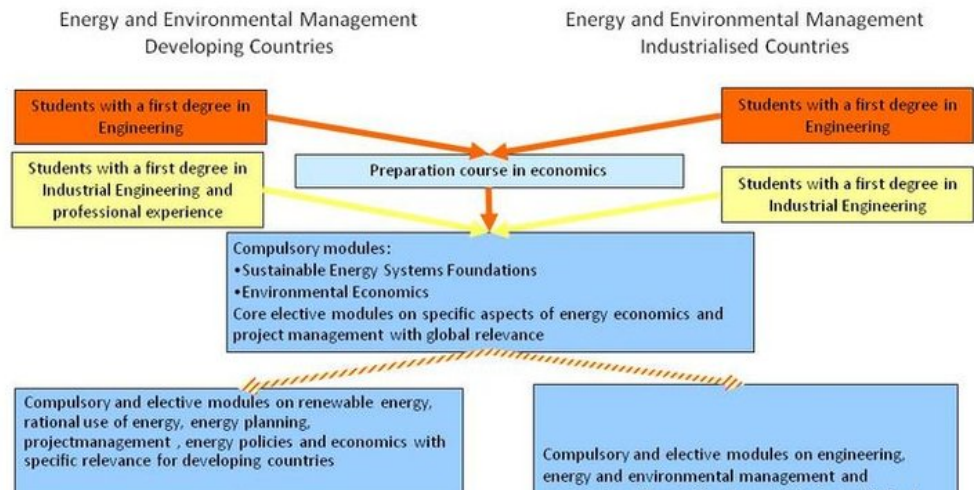 Energy and Environmental Management
Developing Countries
Energy and Environmental Management
Industrialised Countries
Students with a first degree in
Engineering
Students with a first degree in
Engineering
Preparation course in economics
Students with a first degree in
Industrial Engineering and
professional experience
Students with a first degree in
Industrial Engineering
Compulsory modules:
•Sustainable Energy Systems Foundations
•Environmental Economics
Core elective modules on specific aspects of energy economics and
project management with global relevance
Compulsory and elective modules on renewable energy,
rational use of energy, energy planning,
projectmanagement , energy policies and economics with
specific relevance for developing countries
Compulsory and elective modules on engineering,
energy and environmental management and